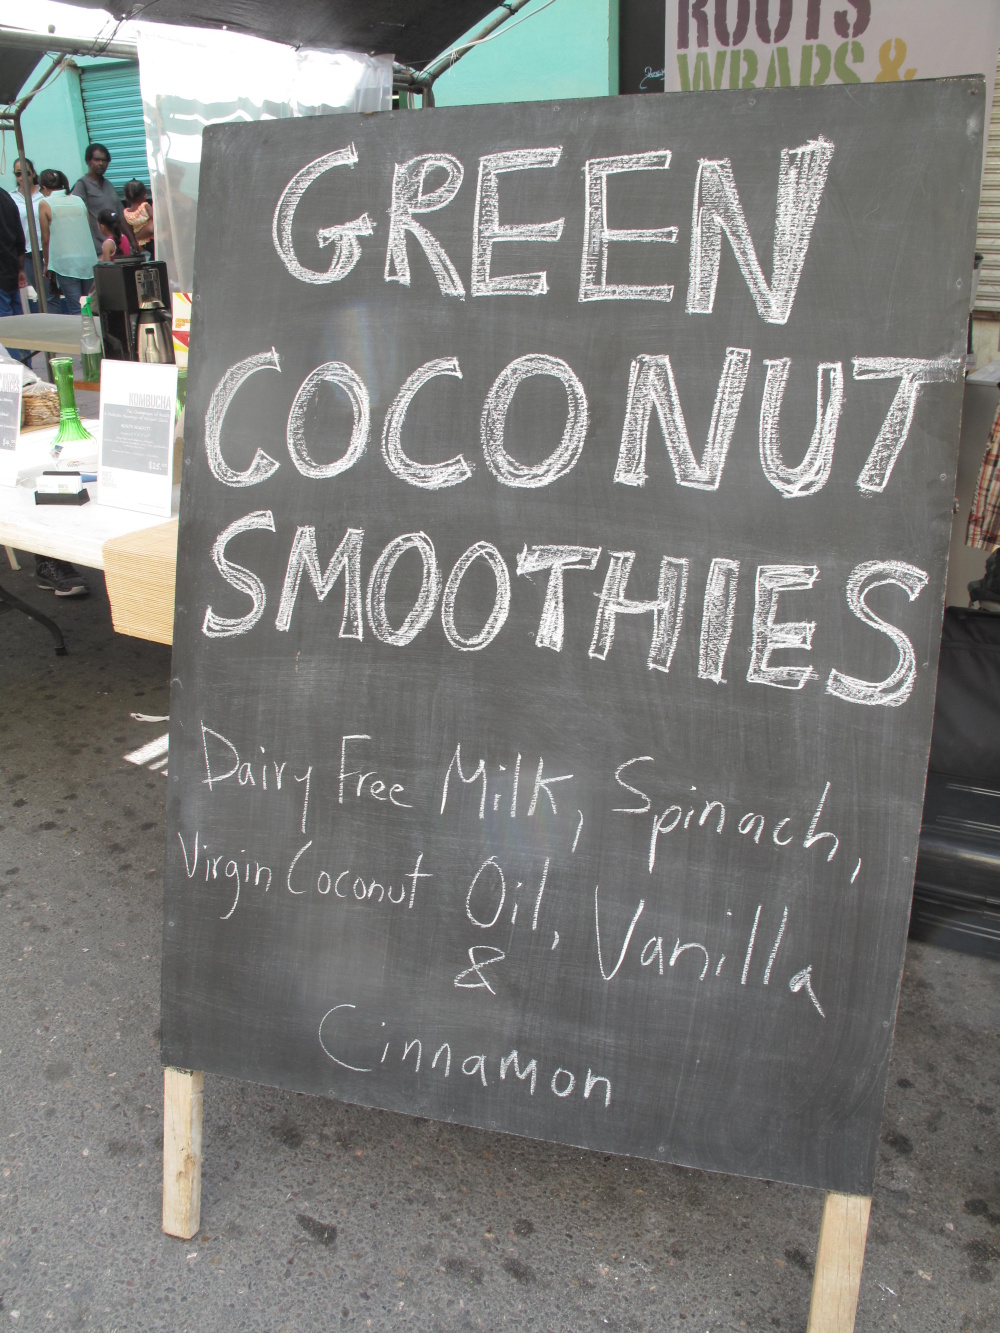 ROOTS
WRAPS &
GREEN
COCONUT
SMOOTHIES
Dairy Free Milk, Spinach,
Virgin Coconut Oil, Vanilla
&
Cinnamon
KOMBUCHA